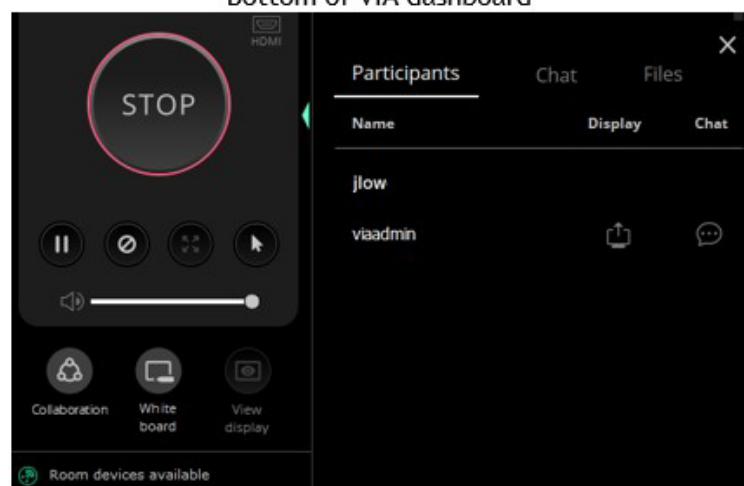 Bottom of VIA dashboard
HDMI
STOP
Collaboration
White
board
View
display
Room devices available
Participants
Chat
Files
Name
Display
Chat
jlow
viaadmin